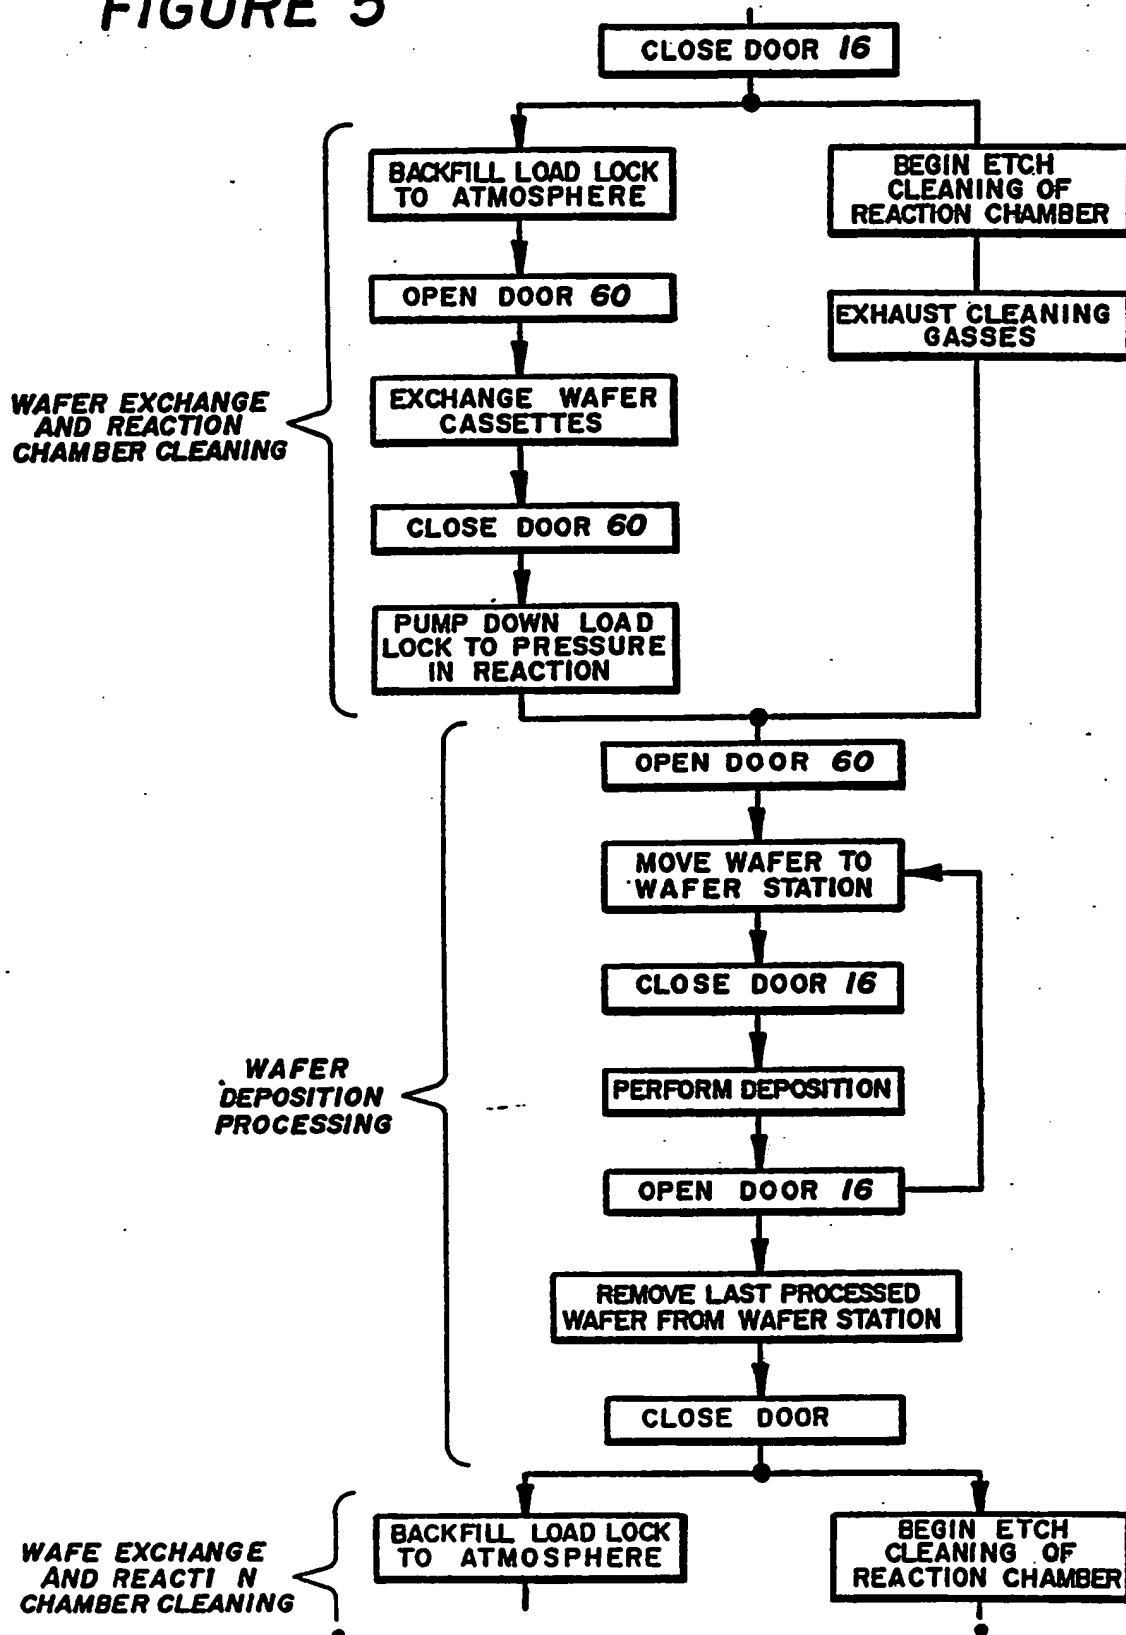 FIGURE 5
CLOSE DOOR 16
BACKFILL LOAD LOCK
TO ATMOSPHERE
OPEN DOOR 60
EXCHANGE WAFER
CASSETTES
CLOSE DOOR 60
PUMP DOWN LOAD
LOCK TO PRESSURE
IN REACTION
BEGIN ETCH
CLEANING OF
REACTION CHAMBER
EXHAUST CLEANING
GASSES
WAFER EXCHANGE
AND REACTION
CHAMBER CLEANING
OPEN DOOR 60
MOVE WAFER TO
WAFER STATION
CLOSE DOOR 16
PERFORM DEPOSITION
OPEN DOOR 16
REMOVE LAST PROCESSED
WAFER FROM WAFER STATION
CLOSE DOOR
WAFER
DEPOSITION
PROCESSING
BACKFILL LOAD LOCK
TO ATMOSPHERE
BEGIN ETCH
CLEANING OF
REACTION CHAMBER
WAFE EXCHANGE
AND REACTI N
CHAMBER CLEANING